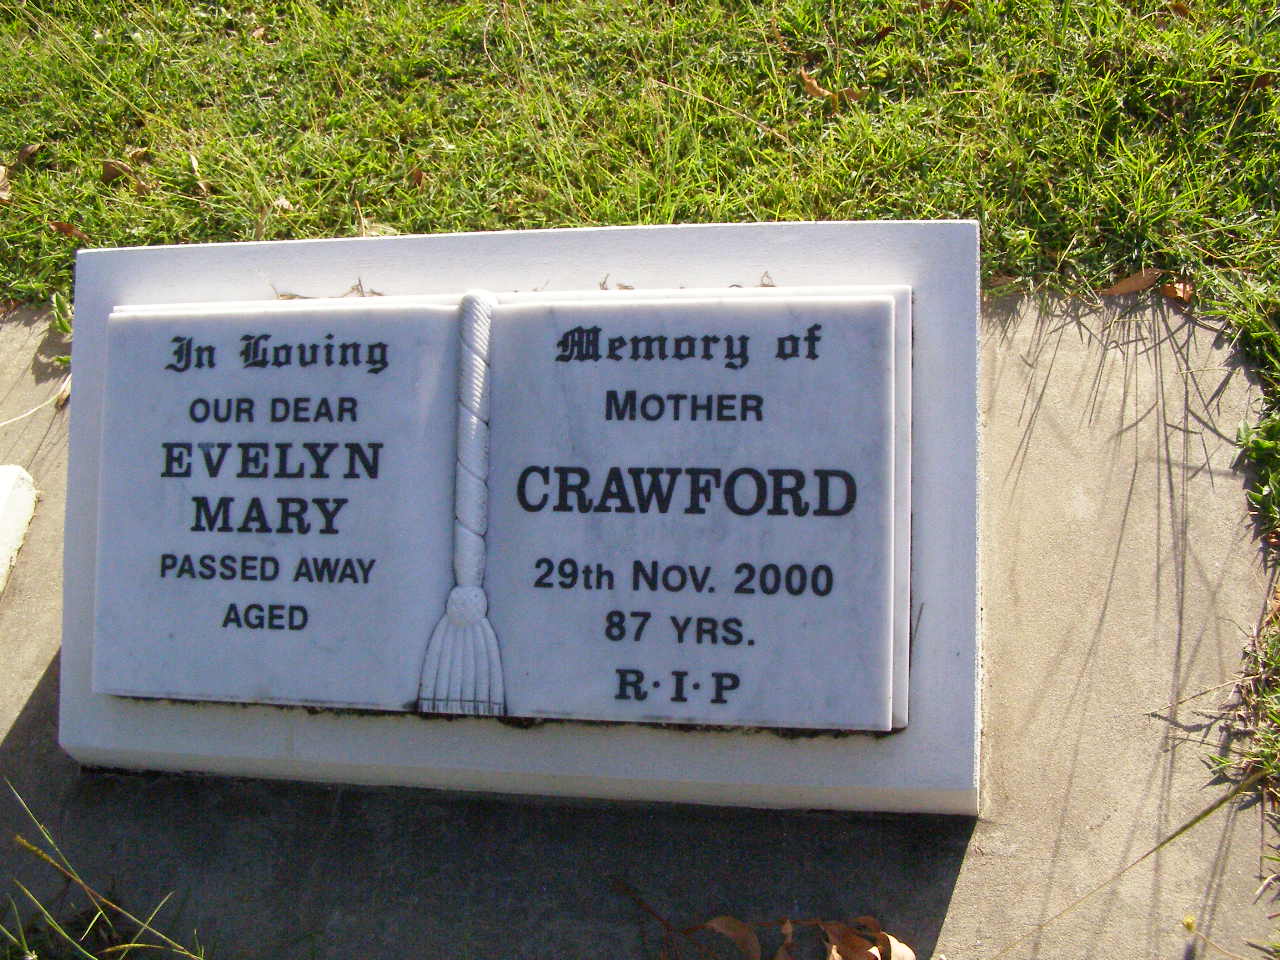 In Loving Memory of
OUR DEAR MOTHER
EVELYN
MARY CRAWFORD
PASSED AWAY 29th NOV. 2000
AGED 87 YRS.
R·I·P